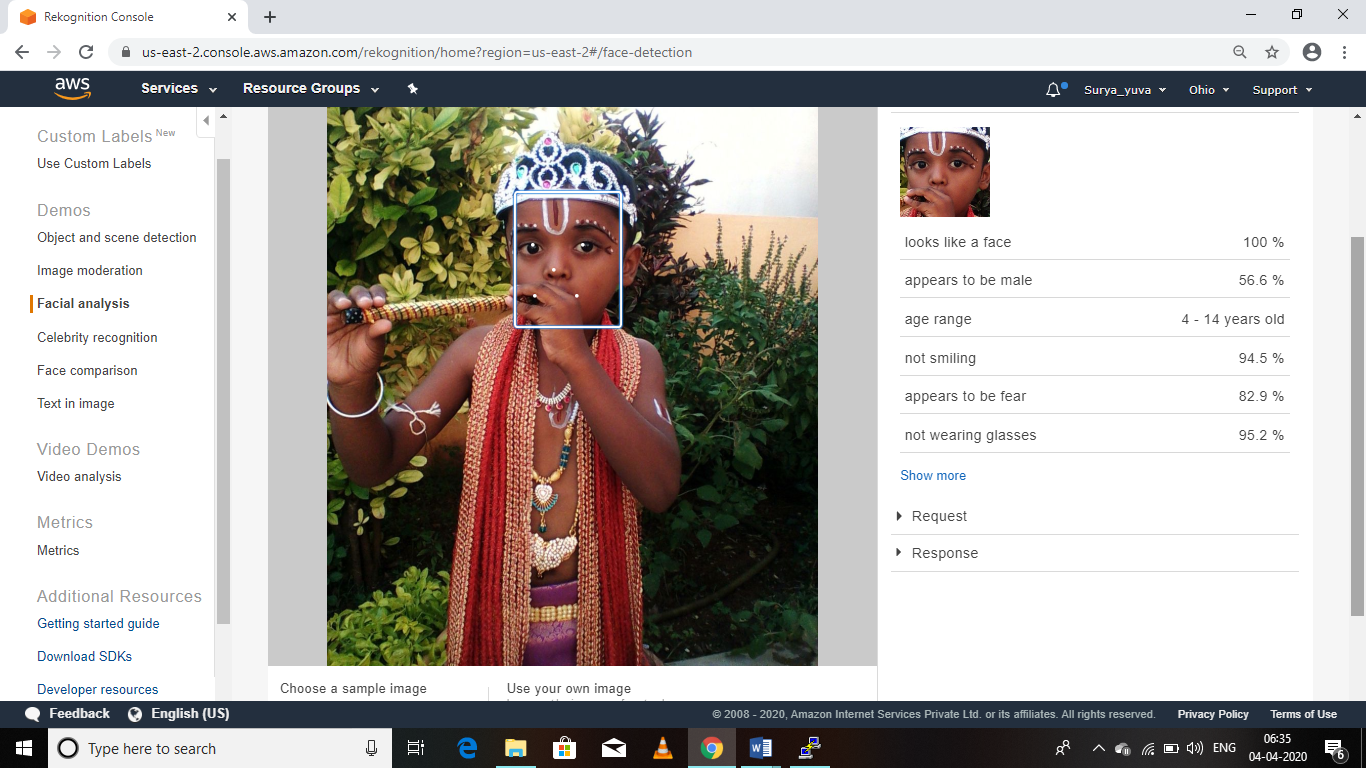 Rekognition Console
us-east-2.console.aws.amazon.com/rekognition/home?region=us-east-2#/face-detection
aws
Services
Resource Groups
Surya_yuva
Ohio
Support
Custom Labels New
Use Custom Labels
Demos
Object and scene detection
Image moderation
Facial analysis
Celebrity recognition
Face comparison
Text in image
Video Demos
Video analysis
Metrics
Metrics
Additional Resources
Getting started guide
Download SDKs
Developer resources
Choose a sample image
Use your own image
looks like a face 100 %
appears to be male 56.6 %
age range 4 - 14 years old
not smiling 94.5 %
appears to be fear 82.9 %
not wearing glasses 95.2 %
Show more
Request
Response
Feedback English (US)
© 2008 - 2020, Amazon Internet Services Private Ltd. or its affiliates. All rights reserved. Privacy Policy Terms of Use
Type here to search
ENG
06:35
04-04-2020
6